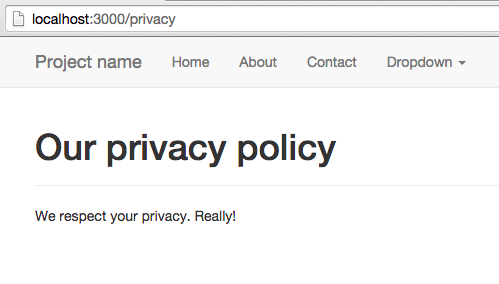 localhost:3000/privacy
Project name Home About Contact Dropdown
Our privacy policy
We respect your privacy. Really!